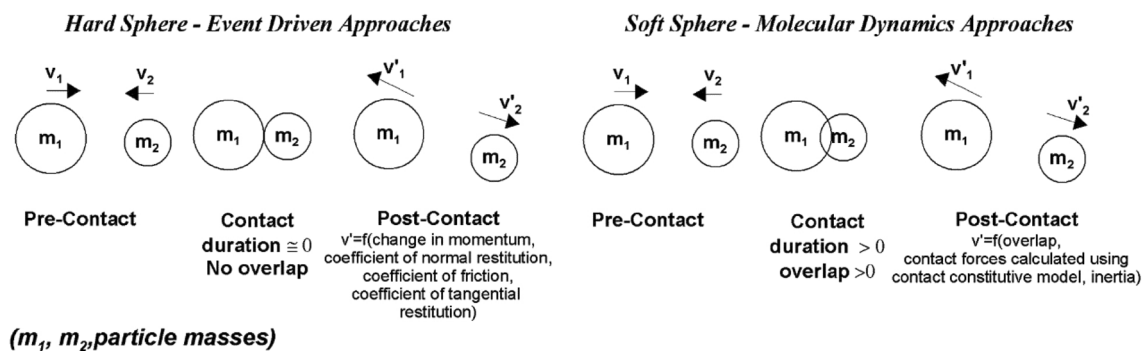 Hard Sphere - Event Driven Approaches
v₁
v₂
m₁
m₂
m₁
m₂
v'₁
v'₂
m₁
m₂
Pre-Contact
Contact
duration ≅ 0
No overlap
Post-Contact
v'=f(change in momentum,
coefficient of normal restitution,
coefficient of friction,
coefficient of tangential
restitution)
Soft Sphere - Molecular Dynamics Approaches
v₁
v₂
m₁
m₂
m₁
m₂
v'₁
v'₂
m₁
m₂
Pre-Contact
Contact
duration > 0
overlap >0
Post-Contact
v'=f(overlap,
contact forces calculated using
contact constitutive model, inertia)
(m₁, m₂,particle masses)